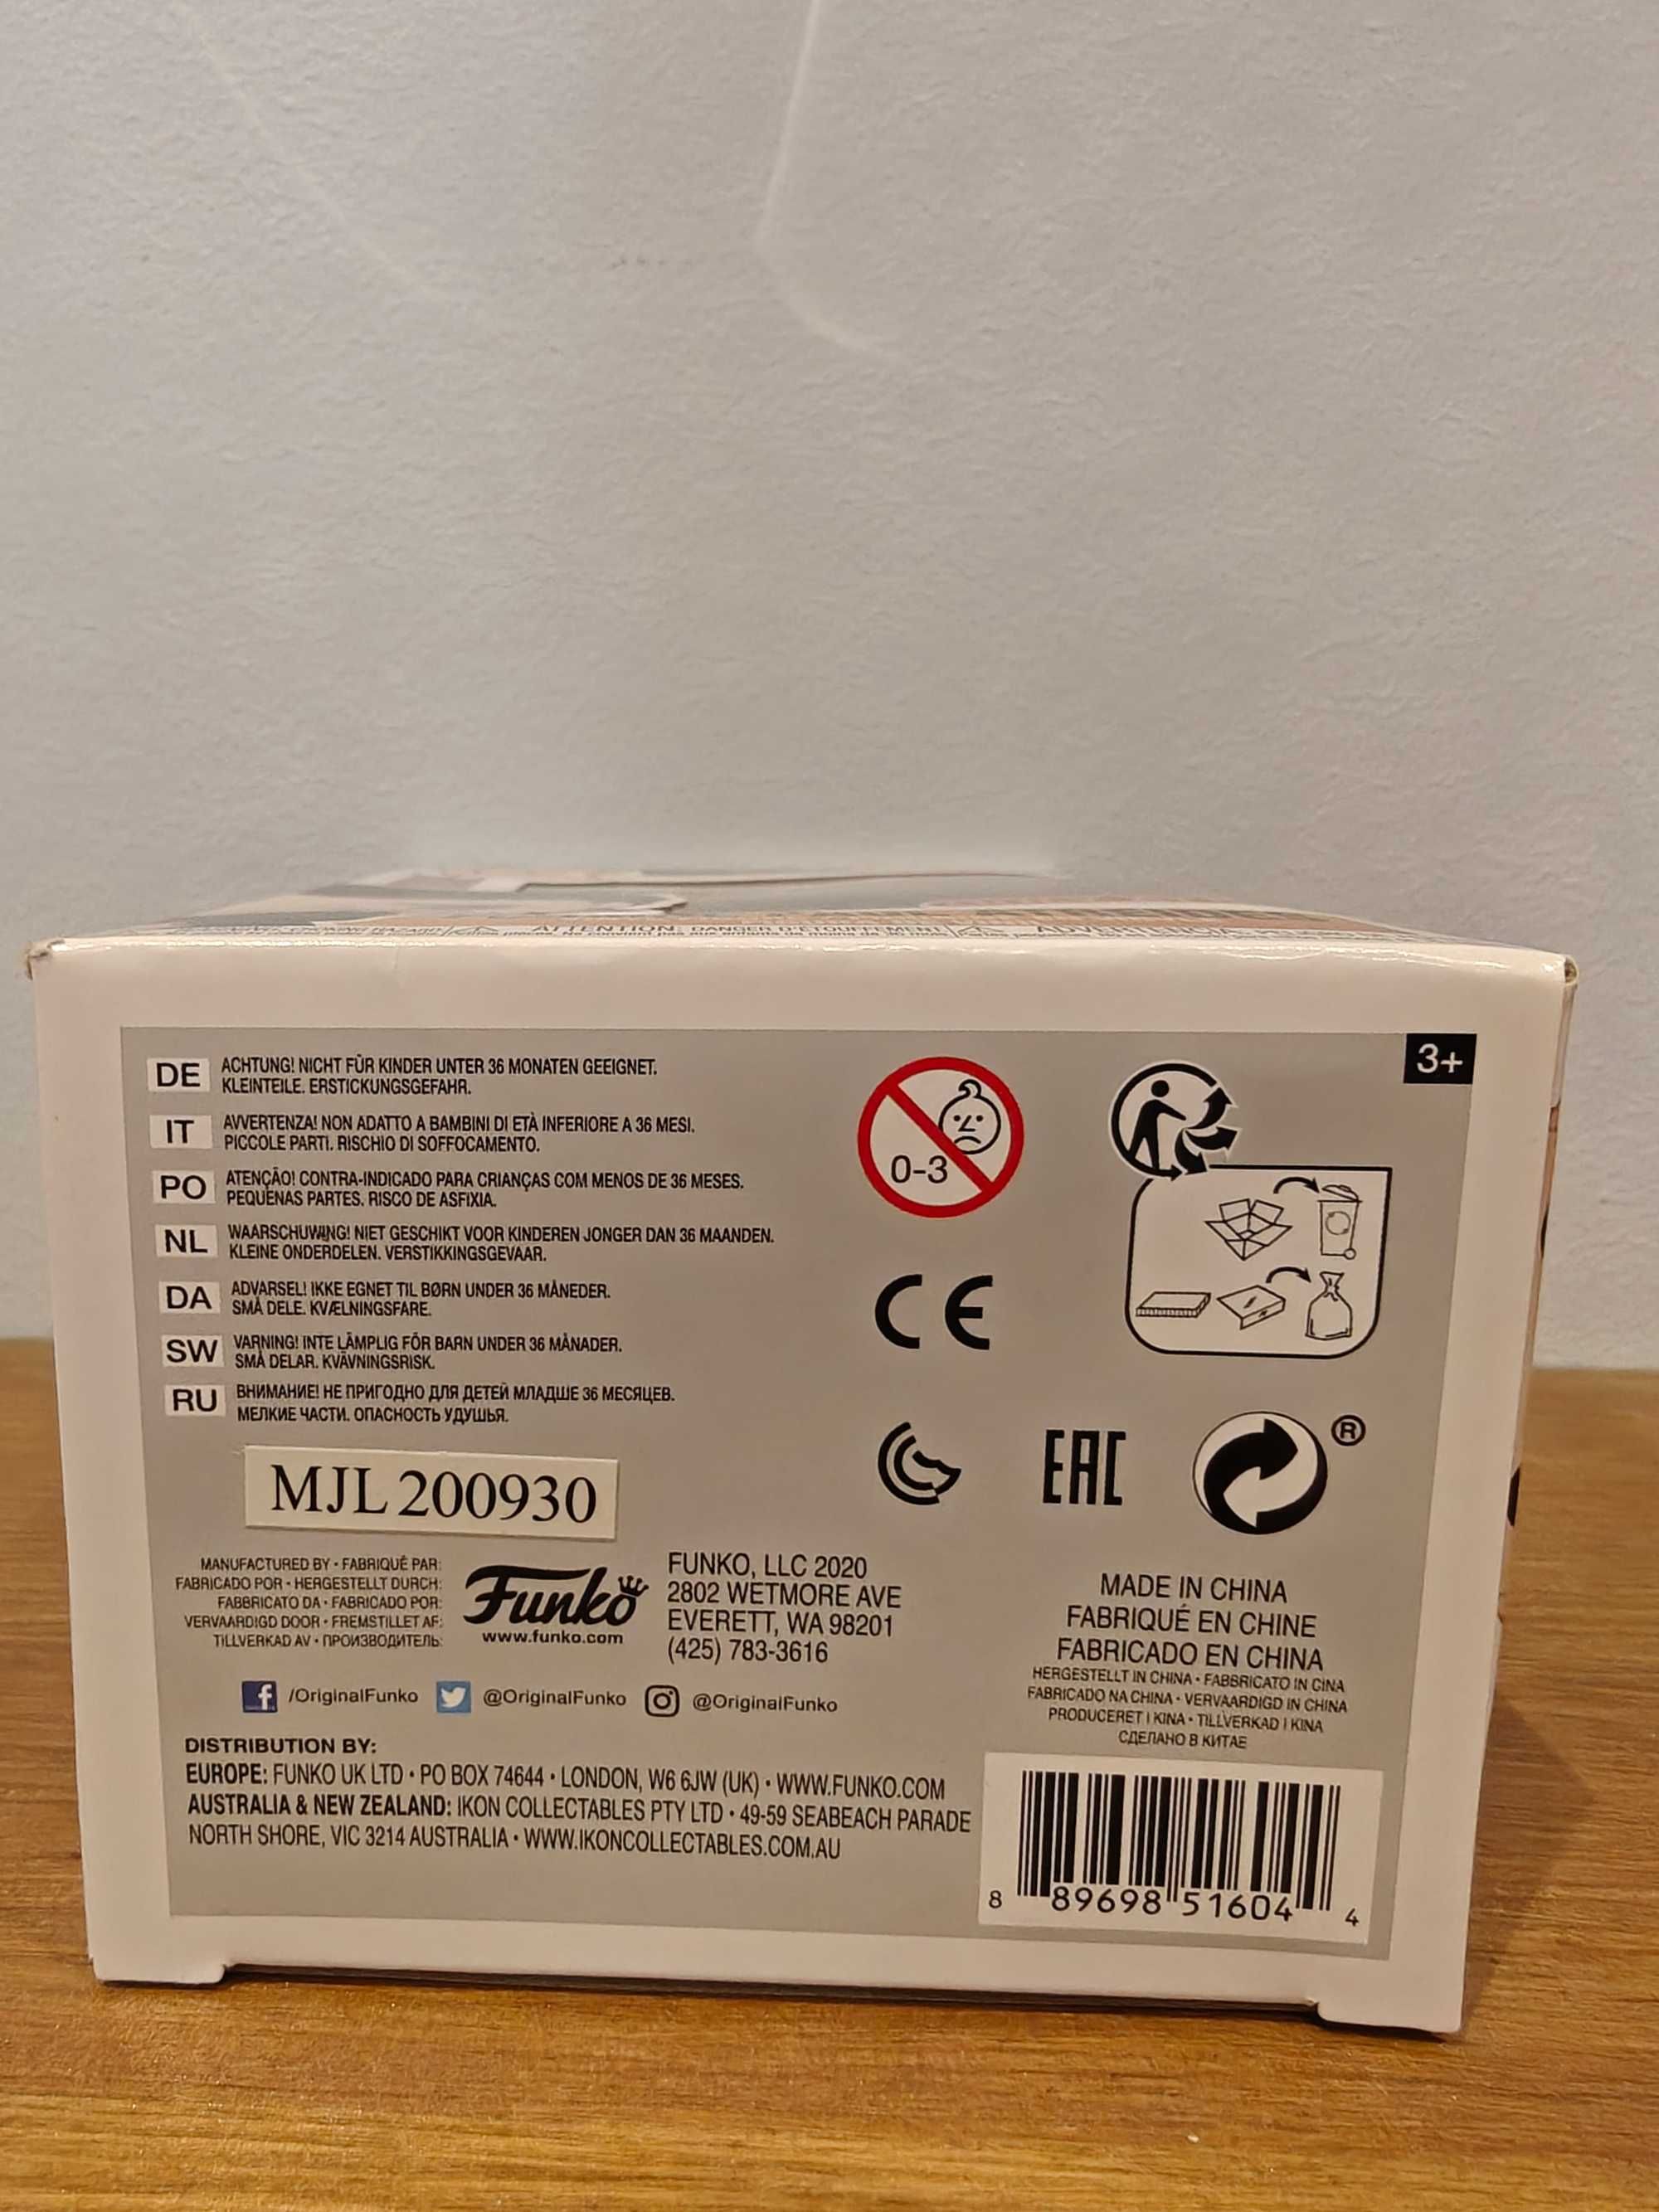 ATTENTION: DANGER D'ÉTOUFFEMENT
ADVERTENCIA:
3+
DE ACHTUNG! NICHT FÜR KINDER UNTER 36 MONATEN GEEIGNET.
KLEINTEILE. ERSTICKUNGSGEFAHR.
IT AVVERTENZA! NON ADATTO A BAMBINI DI ETÀ INFERIORE A 36 MESI.
PICCOLE PARTI. RISCHIO DI SOFFOCAMENTO.
PO ATENÇÃO! CONTRA-INDICADO PARA CRIANÇAS COM MENOS DE 36 MESES.
PEQUENAS PARTES. RISCO DE ASFIXIA.
NL WAARSCHUWING! NIET GESCHIKT VOOR KINDEREN JONGER DAN 36 MAANDEN.
KLEINE ONDERDELEN. VERSTIKKINGSGEVAAR.
DA ADVARSEL! IKKE EGNET TIL BØRN UNDER 36 MÅNEDER.
SMÅ DELE. KVÆLNINGSFARE.
SW VARNING! INTE LÄMPLIG FÖR BARN UNDER 36 MÅNADER.
SMÅ DELAR. KVÄVNINGSRISK.
RU ВНИМАНИЕ! НЕ ПРИГОДНО ДЛЯ ДЕТЕЙ МЛАДШЕ 36 МЕСЯЦЕВ.
МЕЛКИЕ ЧАСТИ. ОПАСНОСТЬ УДУШЬЯ.
0-3
CE
EAC
®
MJL 200930
MANUFACTURED BY • FABRIQUÉ PAR:
FABRICADO POR • HERGESTELLT DURCH:
FABBRICATO DA • FABRICADO POR:
VERVAARDIGD DOOR • FREMSTILLET AF:
TILLVERKAD AV • ПРОИЗВОДИТЕЛЬ:
Funko
www.funko.com
FUNKO, LLC 2020
2802 WETMORE AVE
EVERETT, WA 98201
(425) 783-3616
/OriginalFunko @OriginalFunko @OriginalFunko
MADE IN CHINA
FABRIQUÉ EN CHINE
FABRICADO EN CHINA
HERGESTELLT IN CHINA • FABBRICATO IN CINA
FABRICADO NA CHINA • VERVAARDIGD IN CHINA
PRODUCERET I KINA • TILLVERKAD I KINA
СДЕЛАНО В КИТАЕ
DISTRIBUTION BY:
EUROPE: FUNKO UK LTD • PO BOX 74644 • LONDON, W6 6JW (UK) • WWW.FUNKO.COM
AUSTRALIA & NEW ZEALAND: IKON COLLECTABLES PTY LTD • 49-59 SEABEACH PARADE
NORTH SHORE, VIC 3214 AUSTRALIA • WWW.IKONCOLLECTABLES.COM.AU
8 89698 51604 4